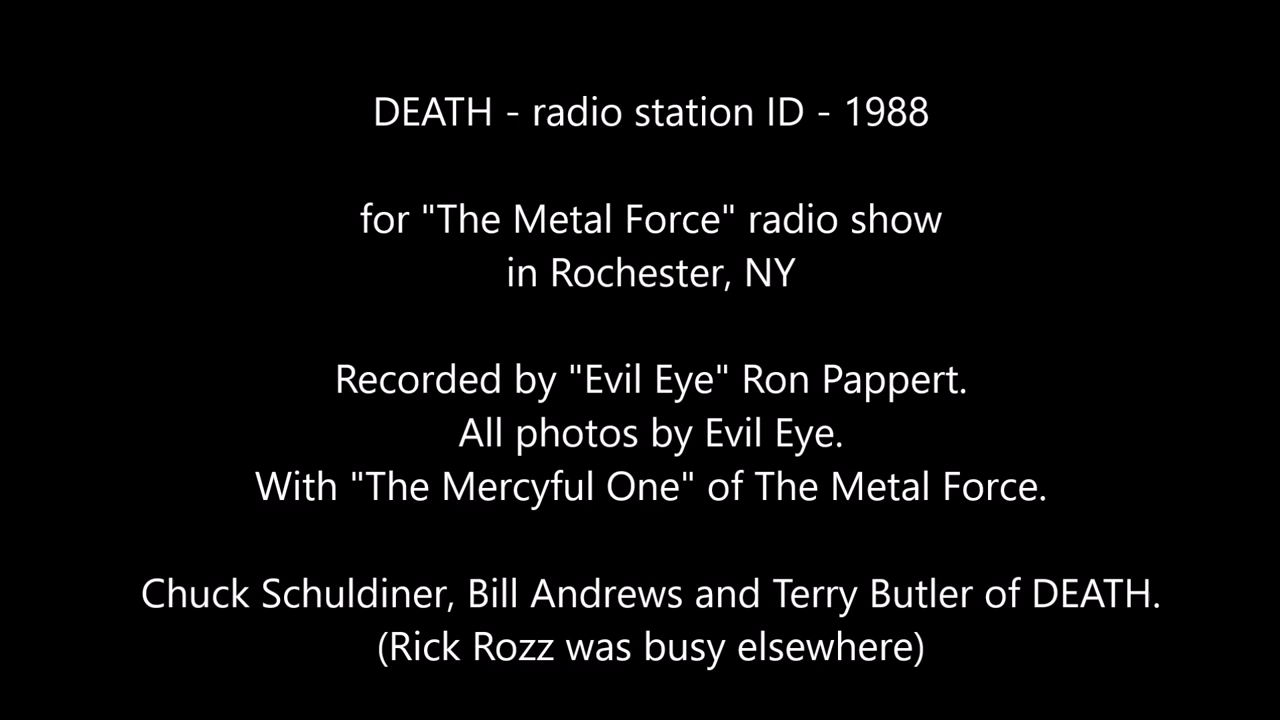 DEATH - radio station ID - 1988
for "The Metal Force" radio show
in Rochester, NY
Recorded by "Evil Eye" Ron Pappert.
All photos by Evil Eye.
With "The Mercyful One" of The Metal Force.
Chuck Schuldiner, Bill Andrews and Terry Butler of DEATH.
(Rick Rozz was busy elsewhere)